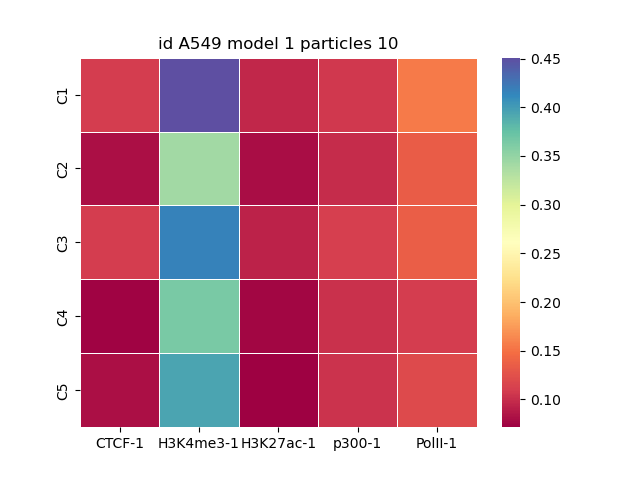 id A549 model 1 particles 10
C1
C2
C3
C4
C5
CTCF-1 H3K4me3-1 H3K27ac-1 p300-1 PolII-1
0.45
0.40
0.35
0.30
0.25
0.20
0.15
0.10